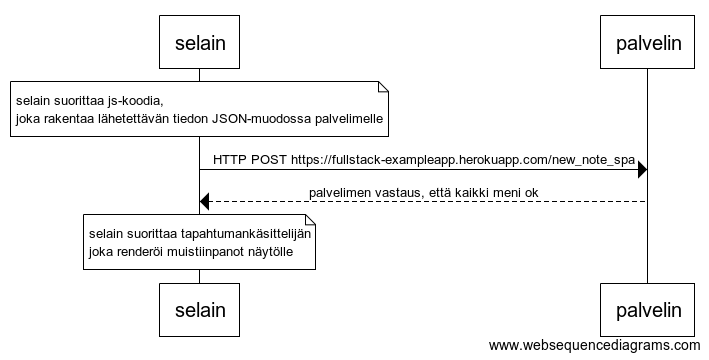 selain
palvelin
selain suorittaa js-koodia,
joka rakentaa lähetettävän tiedon JSON-muodossa palvelimelle
HTTP POST https://fullstack-exampleapp.herokuapp.com/new_note_spa
palvelimen vastaus, että kaikki meni ok
selain suorittaa tapahtumankäsittelijän
joka renderöi muistiinpanot näytölle
selain
palvelin
www.websequencediagrams.com